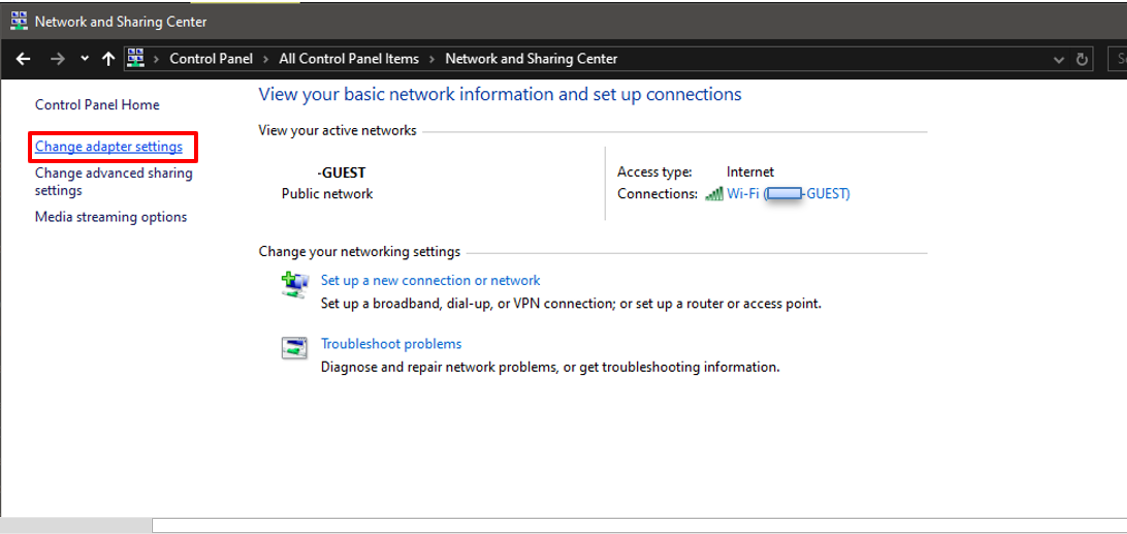 Network and Sharing Center
Control Panel > All Control Panel Items > Network and Sharing Center
Control Panel Home
Change adapter settings
Change advanced sharing
settings
Media streaming options
View your basic network information and set up connections
View your active networks
-GUEST
Public network
Access type: Internet
Connections: Wi-Fi (-GUEST)
Change your networking settings
Set up a new connection or network
Set up a broadband, dial-up, or VPN connection; or set up a router or access point.
Troubleshoot problems
Diagnose and repair network problems, or get troubleshooting information.